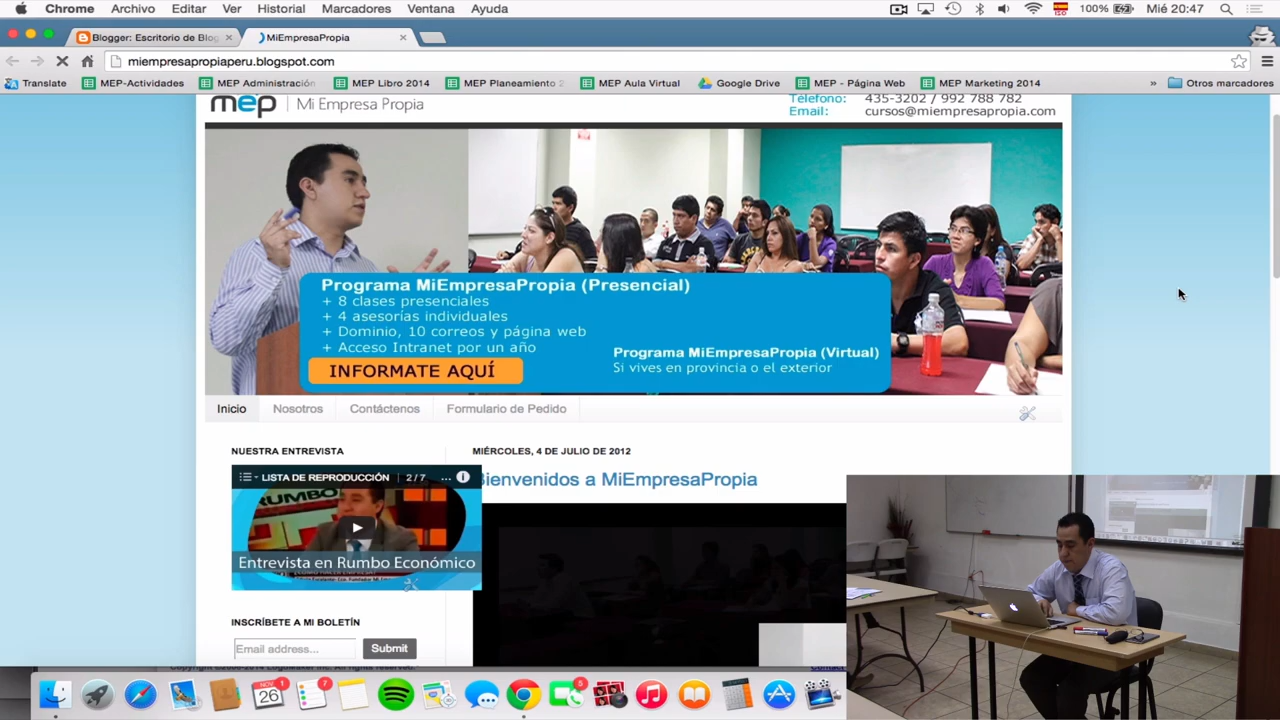 Chrome Archivo Editar Ver Historial Marcadores Ventana Ayuda 100% Mié 20:47
Blogger: Escritorio de Blog MiEmpresaPropia
miempresapropiaperu.blogspot.com
Translate MEP-Actividades MEP Administración MEP Libro 2014 MEP Planeamiento 2 MEP Aula Virtual Google Drive MEP - Página Web MEP Marketing 2014 » Otros marcadores
mep Mi Empresa Propia
Teléfono: 435-3202 / 992 788 782
Email: cursos@miempresapropia.com
Programa MiEmpresaPropia (Presencial)
+ 8 clases presenciales
+ 4 asesorías individuales
+ Dominio, 10 correos y página web
+ Acceso Intranet por un año
INFORMATE AQUÍ
Programa MiEmpresaPropia (Virtual)
Si vives en provincia o el exterior
Inicio Nosotros Contáctenos Formulario de Pedido
NUESTRA ENTREVISTA
LISTA DE REPRODUCCIÓN 2/7 ...
RUMBO
Entrevista en Rumbo Económico
MIÉRCOLES, 4 DE JULIO DE 2012
Bienvenidos a MiEmpresaPropia
INSCRÍBETE A MI BOLETÍN
Email address... Submit
26 1 7 5